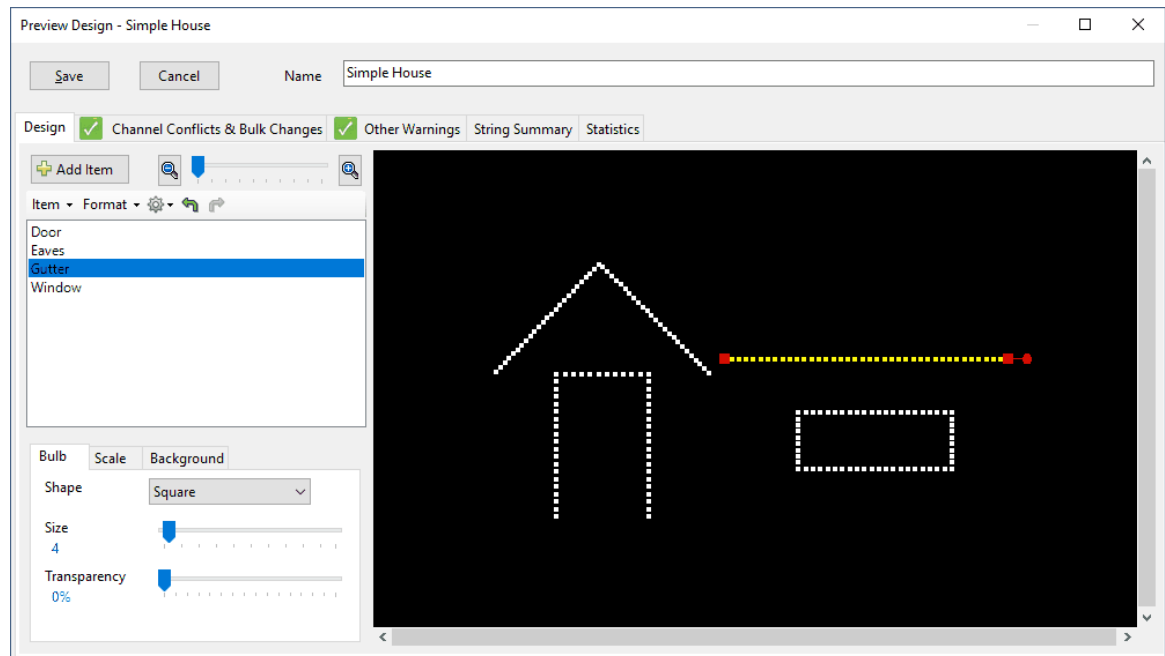 Preview Design - Simple House
Save Cancel Name Simple House
Design Channel Conflicts & Bulk Changes Other Warnings String Summary Statistics
Add Item
Item Format
Door
Eaves
Gutter
Window
Bulb Scale Background
Shape Square
Size
4
Transparency
0%